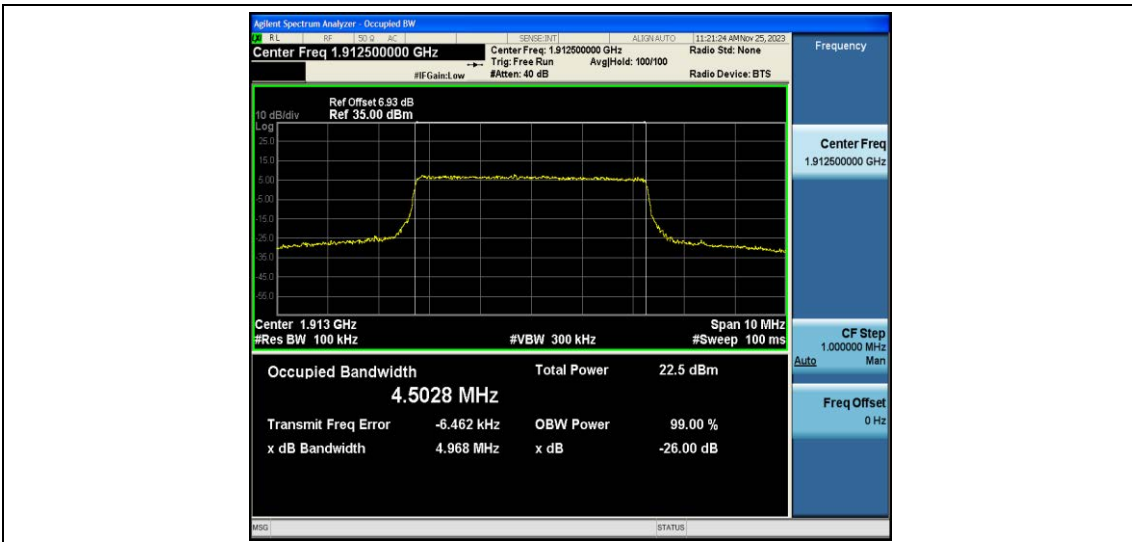 Agilent Spectrum Analyzer - Occupied BW
RL RF 50 Ω AC SENSE:INT ALIGN AUTO 11:21:24 AM Nov 25, 2023
Center Freq 1.912500000 GHz
Center Freq: 1.912500000 GHz Radio Std: None
Trig: Free Run Avg|Hold: 100/100
#IFGain:Low #Atten: 40 dB Radio Device: BTS
Frequency
Ref Offset 6.93 dB
10 dB/div Ref 35.00 dBm
Log
25.0
15.0
5.00
-5.00
-15.0
-25.0
-35.0
-45.0
-55.0
Center 1.913 GHz Span 10 MHz
#Res BW 100 kHz #VBW 300 kHz #Sweep 100 ms
Occupied Bandwidth Total Power 22.5 dBm
4.5028 MHz
Transmit Freq Error -6.462 kHz OBW Power 99.00 %
x dB Bandwidth 4.968 MHz x dB -26.00 dB
Center Freq
1.912500000 GHz
CF Step
1.000000 MHz
Auto Man
Freq Offset
0 Hz
MSG STATUS